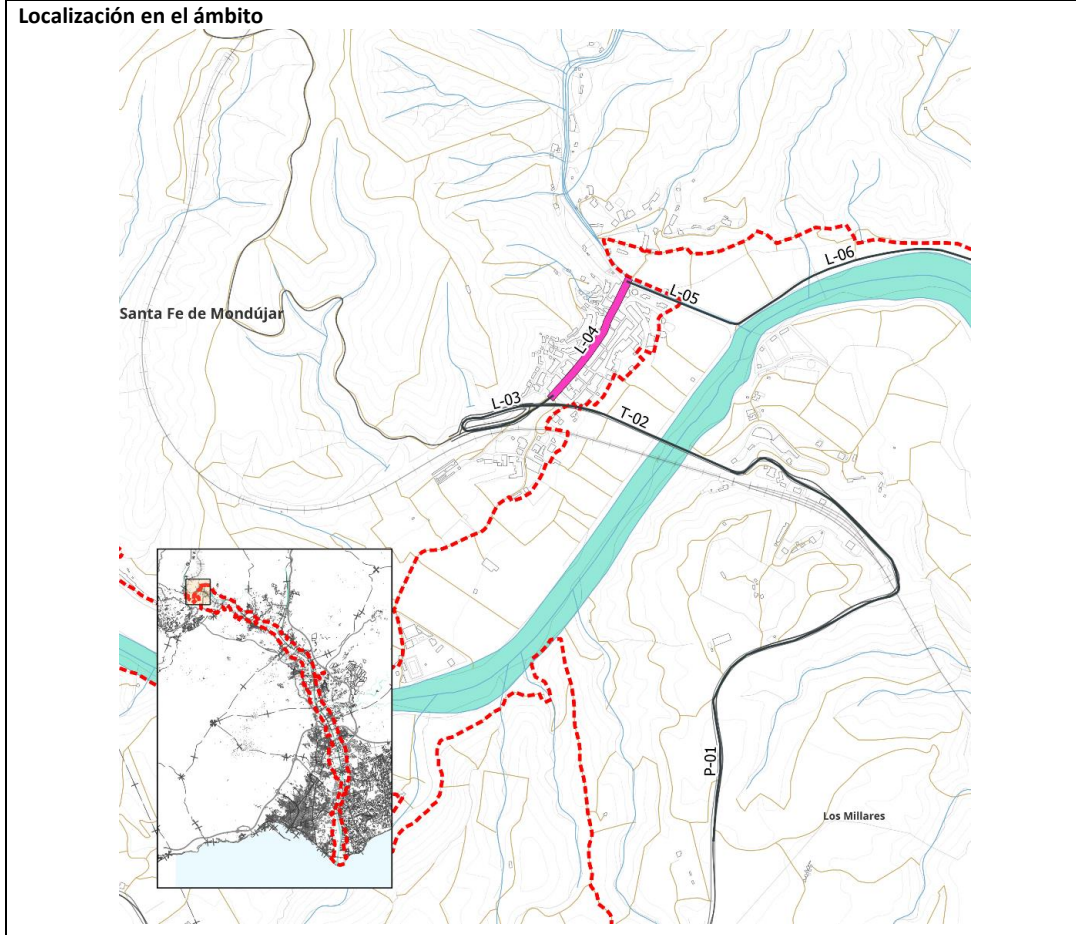 Localización en el ámbito
L-06
L-05
Santa Fe de Mondújar
L-04
L-03
T-02
P-01
Los Millares